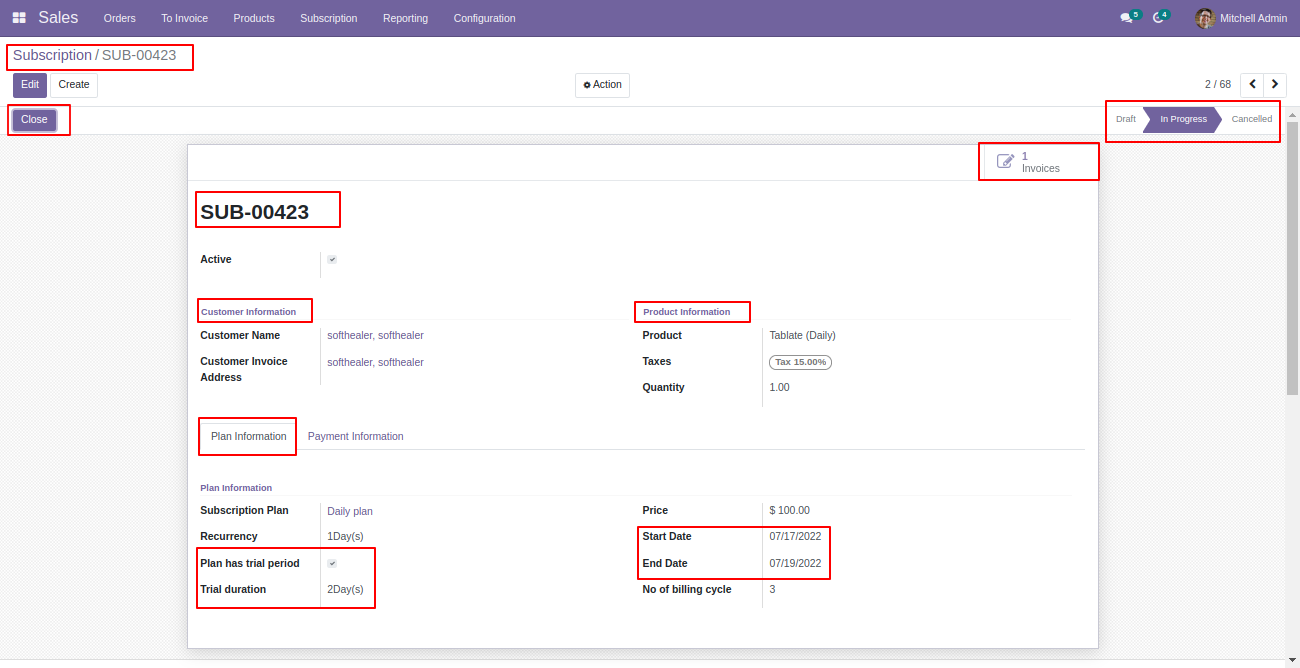 Sales Orders To Invoice Products Subscription Reporting Configuration 5 4 Mitchell Admin
Subscription / SUB-00423
Edit Create Action 2 / 68
Close Draft In Progress Cancelled
1
Invoices
SUB-00423
Active
Customer Information Product Information
Customer Name softhealer, softhealer Product Tablate (Daily)
Customer Invoice Address softhealer, softhealer Taxes Tax 15.00%
Quantity 1.00
Plan Information Payment Information
Plan Information
Subscription Plan Daily plan Price $ 100.00
Recurrency 1Day(s) Start Date 07/17/2022
Plan has trial period End Date 07/19/2022
Trial duration 2Day(s) No of billing cycle 3